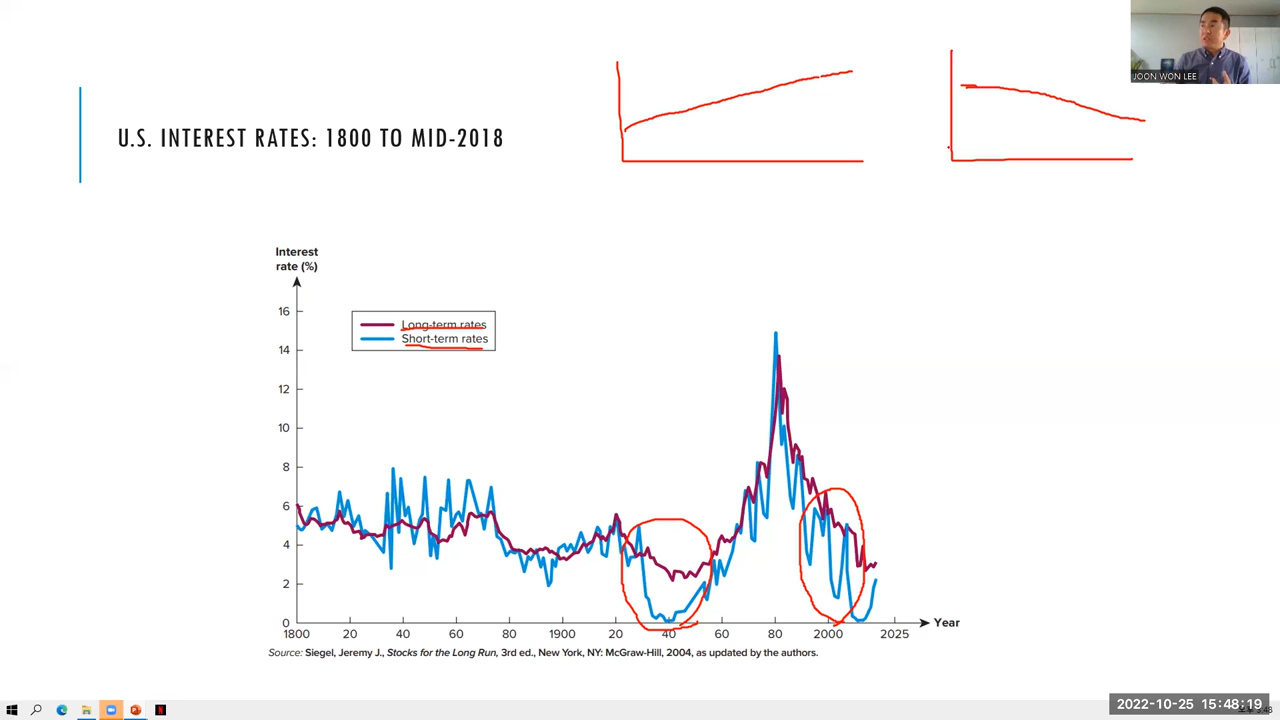 JOON WON LEE
U.S. INTEREST RATES: 1800 TO MID-2018
Interest
rate (%)
16
14
12
10
8
6
4
2
0
Long-term rates
Short-term rates
1800 20 40 60 80 1900 20 40 60 80 2000 2025
Year
Source: Siegel, Jeremy J., Stocks for the Long Run, 3rd ed., New York, NY: McGraw-Hill, 2004, as updated by the authors.
2022-10-25 15:48:19